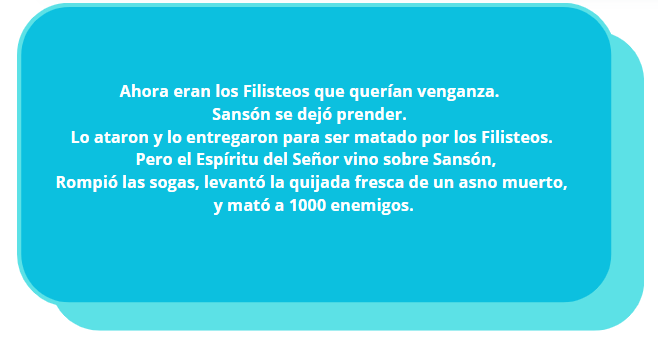 Ahora eran los Filisteos que querían venganza.
Sansón se dejó prender.
Lo ataron y lo entregaron para ser matado por los Filisteos.
Pero el Espíritu del Señor vino sobre Sansón,
Rompió las sogas, levantó la quijada fresca de un asno muerto,
y mató a 1000 enemigos.